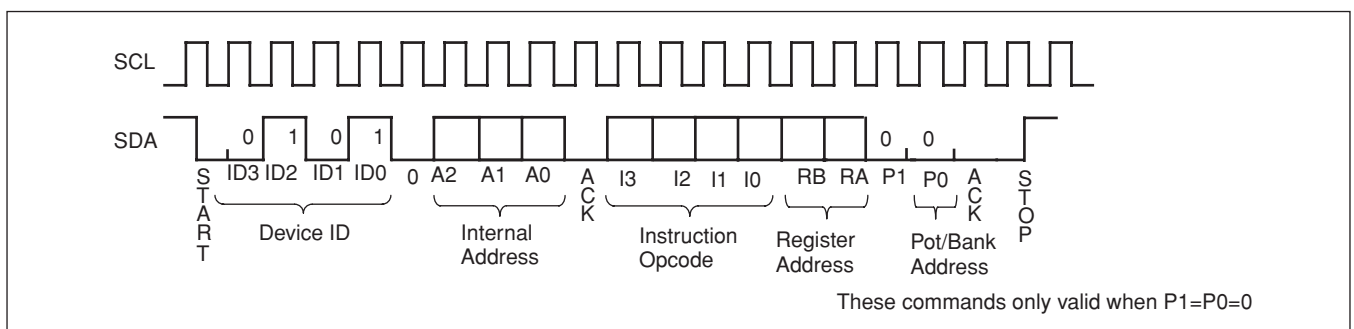 SCL
SDA
0 1 0 1 0 0
ID3 ID2 ID1 ID0 0 A2 A1 A0 I3 I2 I1 I0 RB RA P1 P0
START
ACK
ACK
STOP
Device ID
Internal
Address
Instruction
Opcode
Register
Address
Pot/Bank
Address
These commands only valid when P1=P0=0